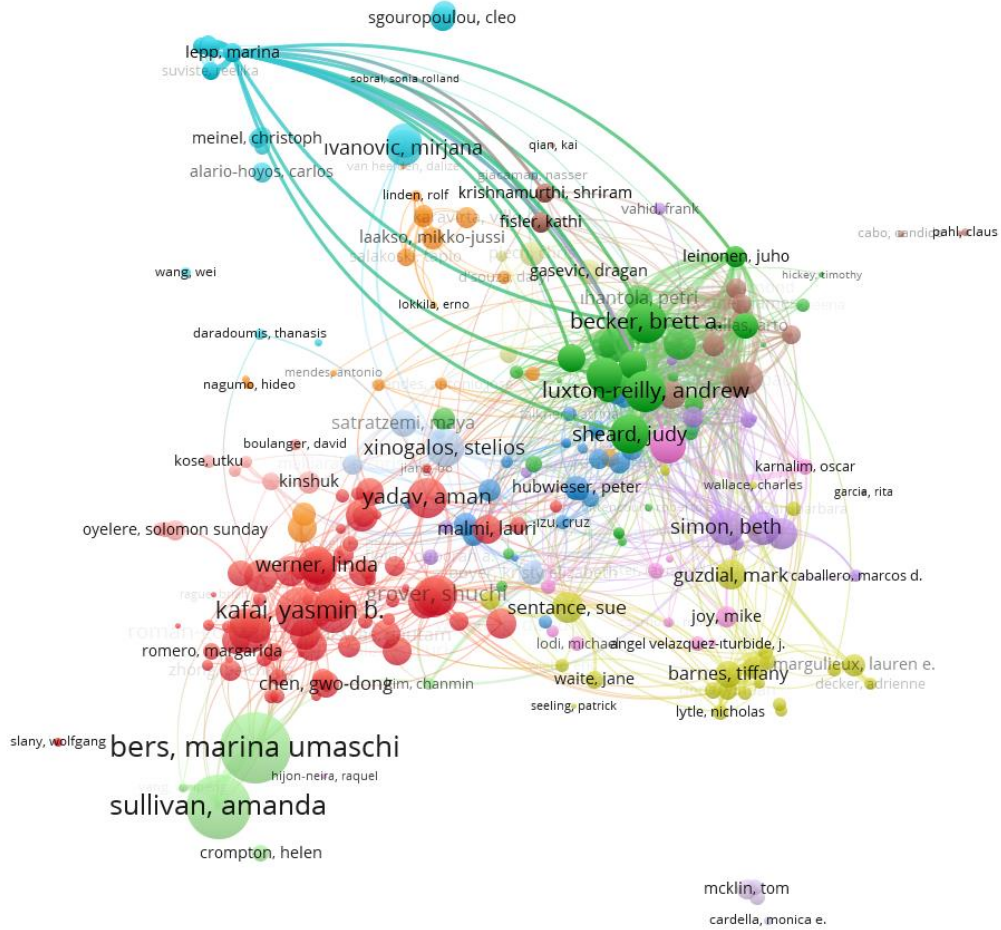 sgouropoulou, cleo
lepp, marina
suviste, reelika
sobral, sonia rolland
meinel, christoph
ivanovic, mirjana
qian, kai
alario-hoyos, carlos
giacaman, nasser
linden, rolf
krishnamurthi, shriram
vahid, frank
fisler, kathi
laakso, mikko-jussi
pahl, claus
salakoski, tapio
leinonen, juho
wang, wei
gasevic, dragan
hickey, timothy
lokkila, erno
ihantola, petri
becker, brett a.
daradoumis, thanasis
mendes, antonio
nagumo, hideo
luxton-reilly, andrew
satratzemi, maya
sheard, judy
boulanger, david
xinogalos, stelios
kose, utku
karnalim, oscar
kinshuk
wallace, charles
hubwieser, peter
garcia, rita
yadav, aman
oyelere, solomon sunday
malmi, lauri
izu, cruz
simon, beth
werner, linda
guzdial, mark
caballero, marcos d.
grover, shuchi
kafai, yasmin b.
sentance, sue
joy, mike
lodi, michael
angel velazquez-iturbide, j.
romero, margarida
margulieux, lauren e.
barnes, tiffany
waite, jane
chen, gwo-dong
kim, chanmin
decker, adrienne
seeling, patrick
lytle, nicholas
slany, wolfgang
bers, marina umaschi
hijon-neira, raquel
sullivan, amanda
crompton, helen
mcklin, tom
cardella, monica e.